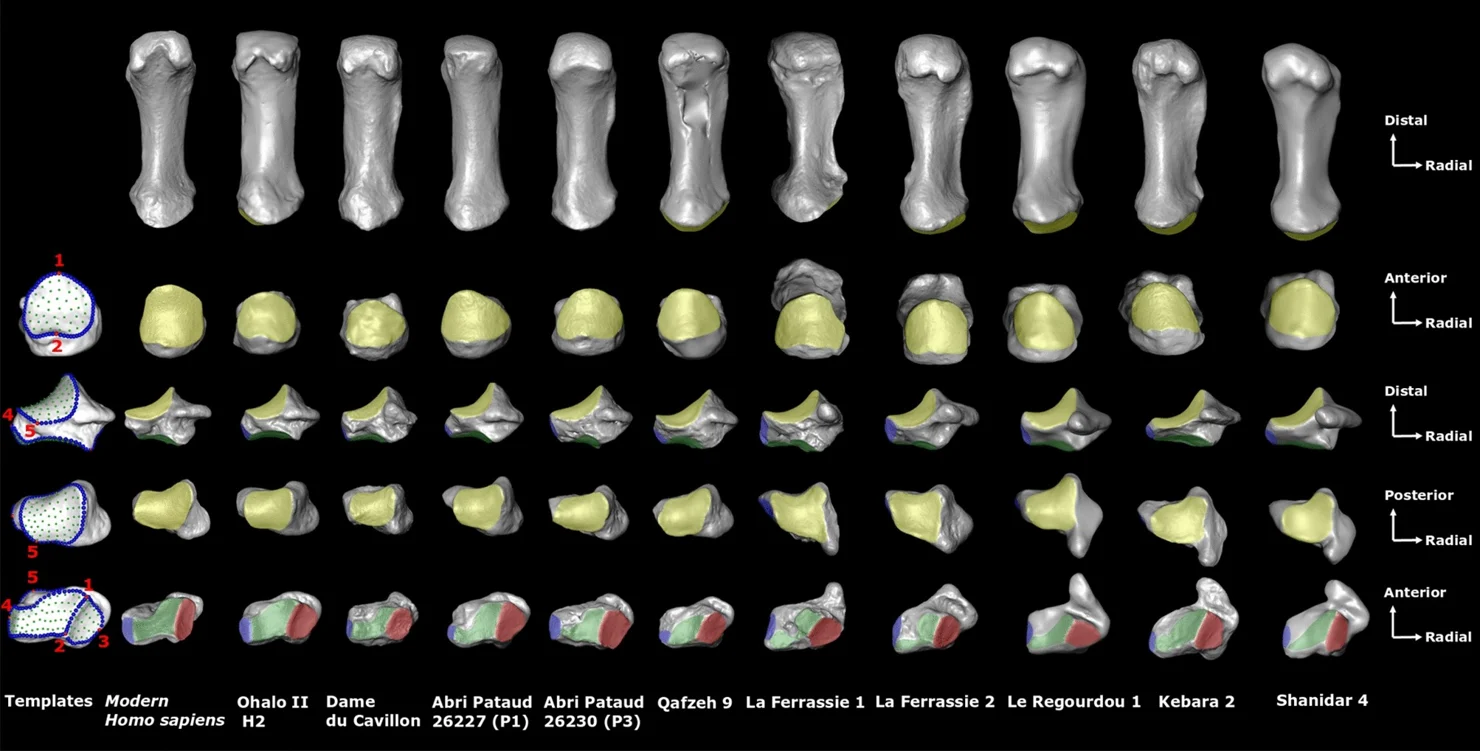 Distal
Radial
1
2
Anterior
Radial
4
5
Distal
Radial
5
Posterior
Radial
5
4
1
2
3
Anterior
Radial
Templates
Modern
Homo sapiens
Ohalo II
H2
Dame
du Cavillon
Abri Pataud
26227 (P1)
Abri Pataud
26230 (P3)
Qafzeh 9
La Ferrassie 1
La Ferrassie 2
Le Regourdou 1
Kebara 2
Shanidar 4